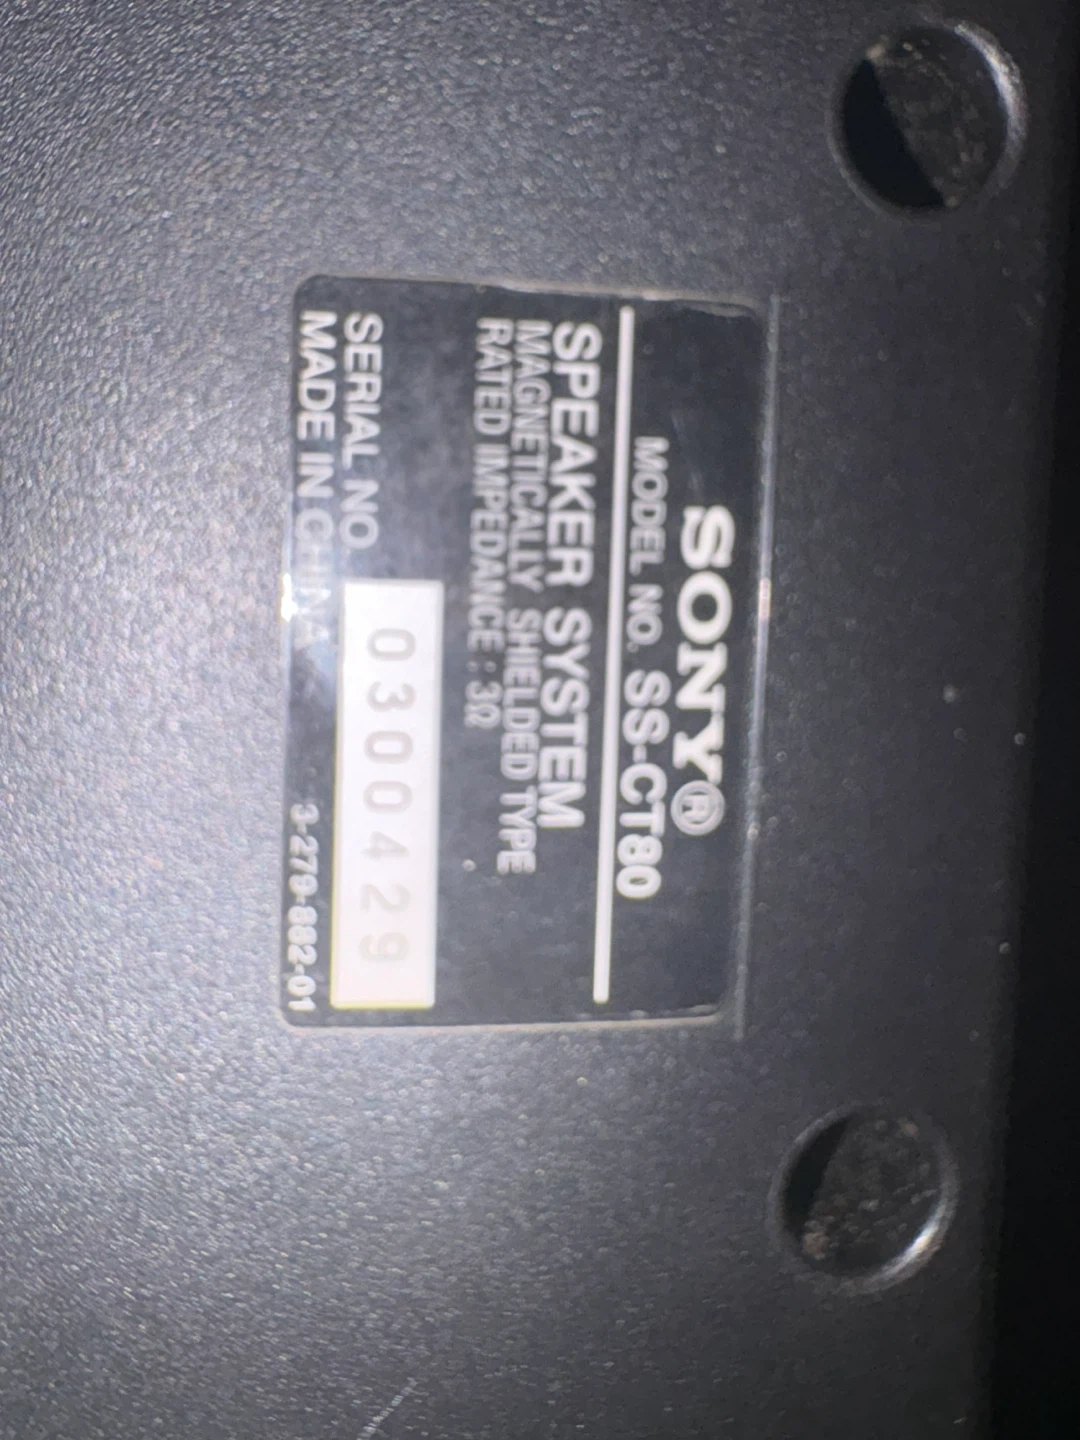 SONY®
MODEL NO. SS-CT80
SPEAKER SYSTEM
MAGNETICALLY SHIELDED TYPE
RATED IMPEDANCE : 3Ω
SERIAL NO. 0300429
MADE IN CHINA
3-279-882-01